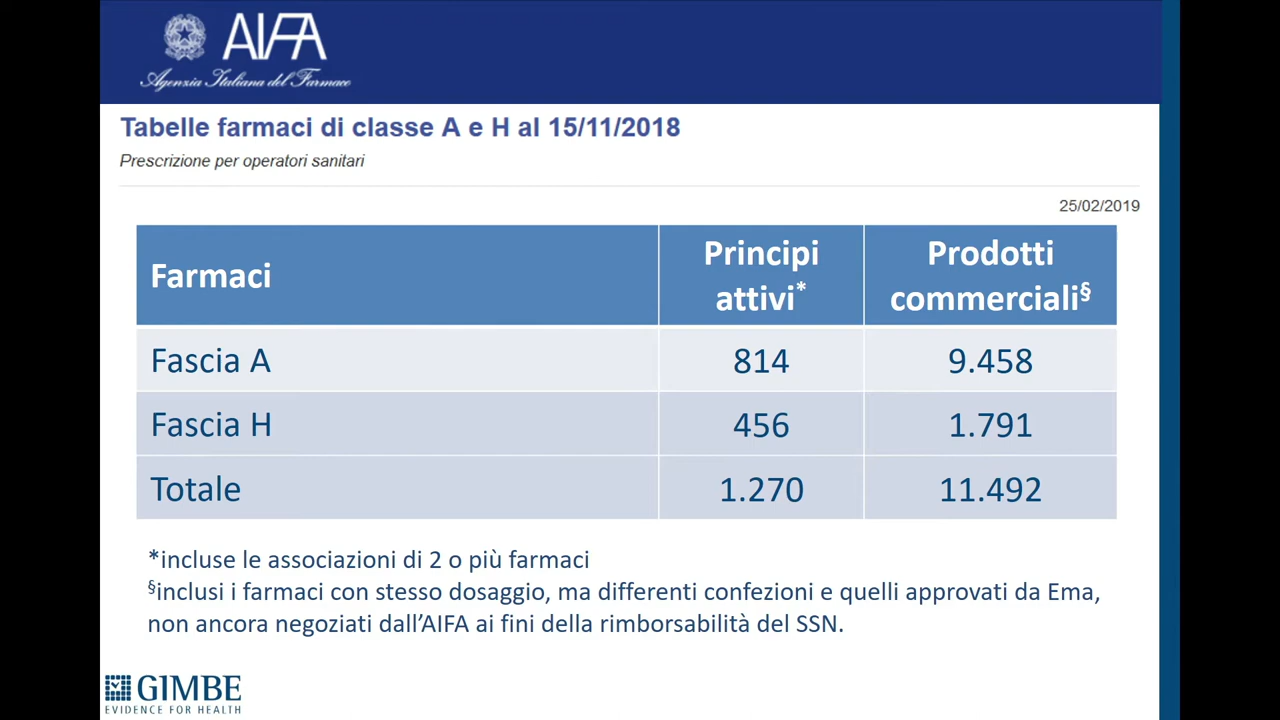 AIFA
Agenzia Italiana del Farmaco
Tabelle farmaci di classe A e H al 15/11/2018
Prescrizione per operatori sanitari
25/02/2019
Farmaci Principi attivi* Prodotti commerciali§
Fascia A 814 9.458
Fascia H 456 1.791
Totale 1.270 11.492
*incluse le associazioni di 2 o più farmaci
§inclusi i farmaci con stesso dosaggio, ma differenti confezioni e quelli approvati da Ema,
non ancora negoziati dall’AIFA ai fini della rimborsabilità del SSN.
GIMBE
EVIDENCE FOR HEALTH